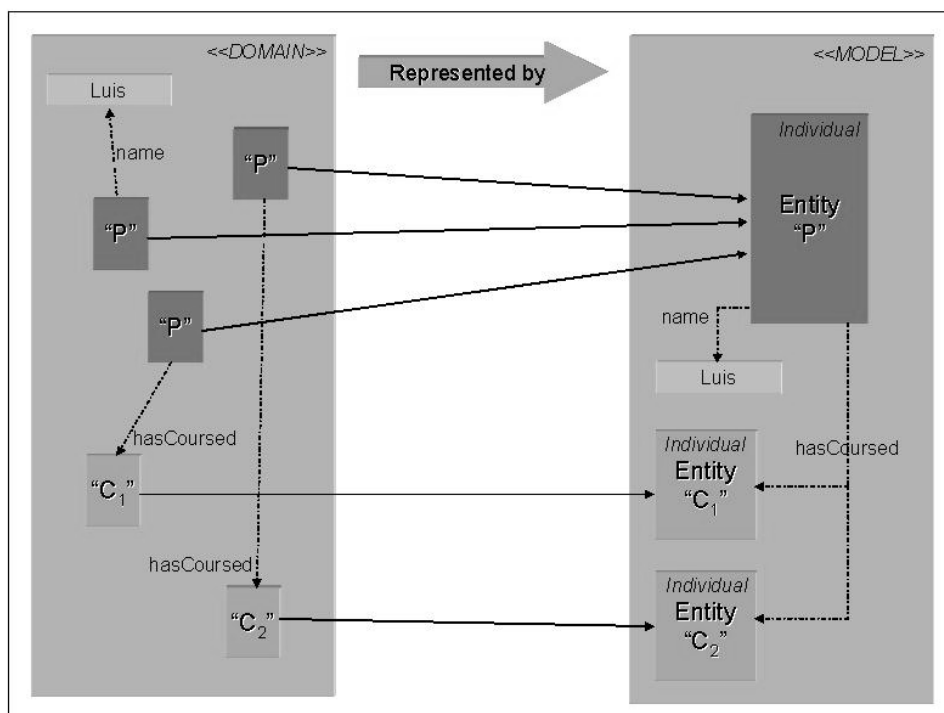 <<DOMAIN>>
Represented by
<<MODEL>>
Luis
name
“P”
“P”
“P”
hasCoursed
“C1”
hasCoursed
“C2”
Individual
Entity
“P”
name
Luis
hasCoursed
Individual
Entity
“C1”
Individual
Entity
“C2”